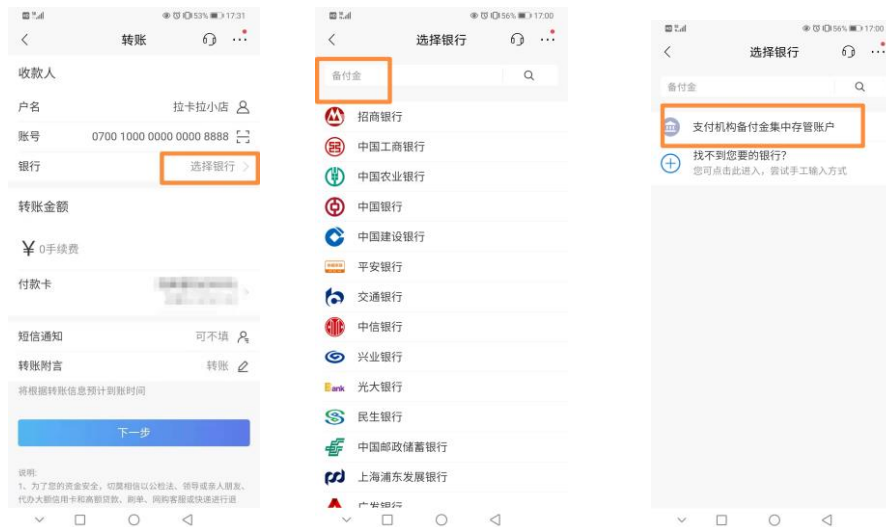 53% 17:31
转账
收款人
户名 拉卡拉小店
账号 0700 1000 0000 0000 8888
银行 选择银行
转账金额
¥ 0手续费
付款卡
短信通知 可不填
转账附言 转账
将根据转账信息预计到账时间
下一步
说明:
1、为了您的资金安全,切莫相信以公检法、领导或亲人朋友、
代办大额信用卡和高额贷款、刷单、网购客服或快递进行退
56% 17:00
选择银行
备付金
招商银行
中国工商银行
中国农业银行
中国银行
中国建设银行
平安银行
交通银行
中信银行
兴业银行
Bank 光大银行
民生银行
中国邮政储蓄银行
上海浦东发展银行
广发银行
56% 17:00
选择银行
备付金
支付机构备付金集中存管账户
找不到您要的银行?
您可点击此进入,尝试手工输入方式